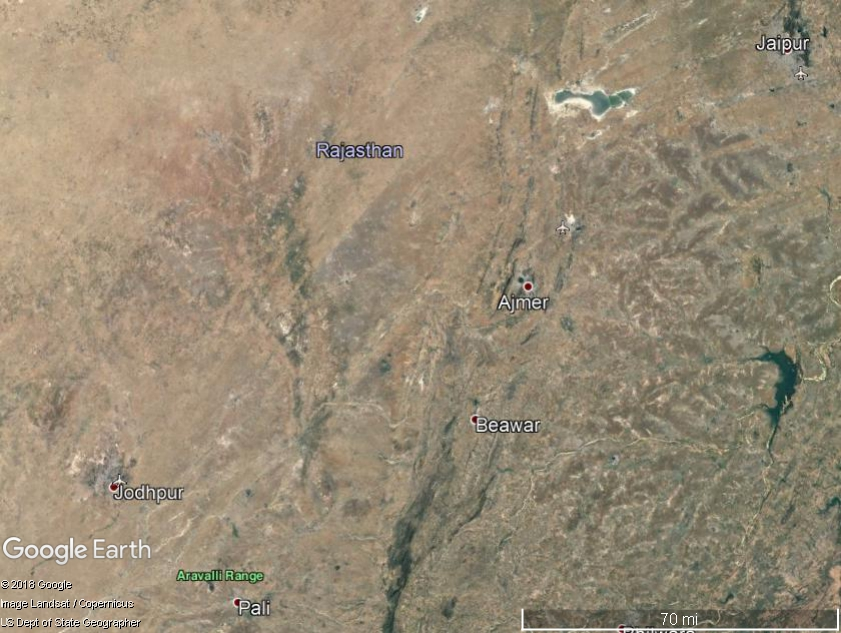 Jaipur
Rajasthan
Ajmer
Beawar
Jodhpur
Google Earth
Aravalli Range
© 2018 Google
Image Landsat / Copernicus
Pali
US Dept of State Geographer
70 mi